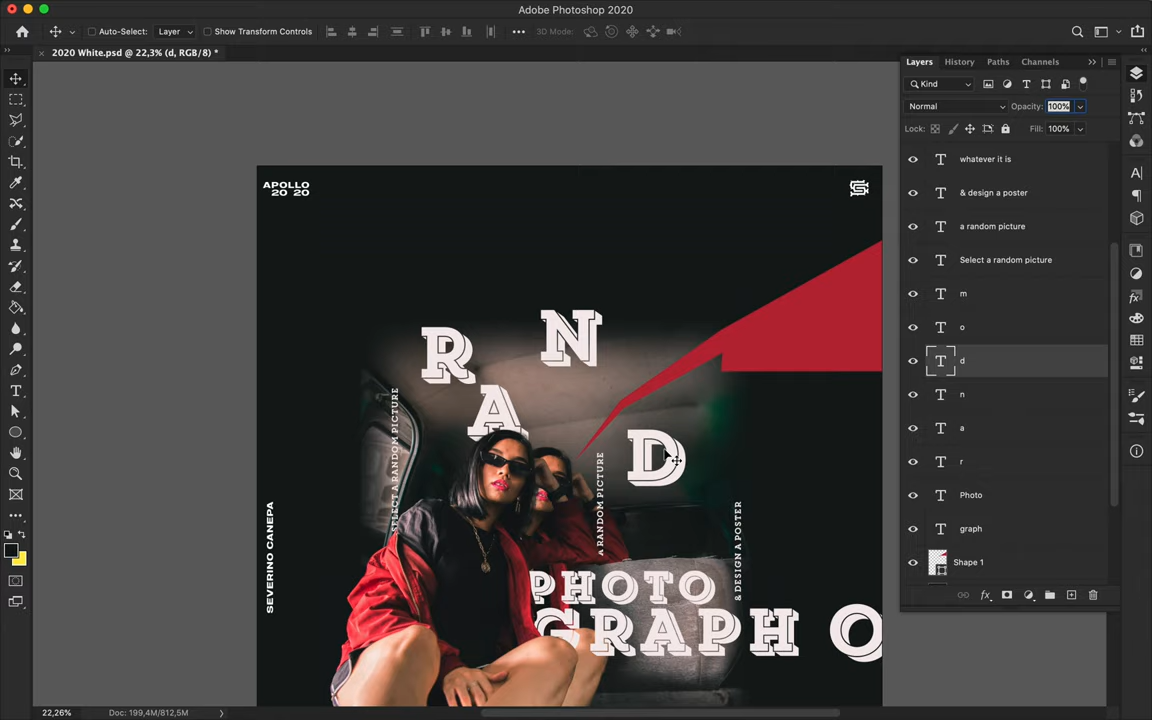 Adobe Photoshop 2020
Auto-Select: Layer Show Transform Controls 3D Mode:
2020 White.psd @ 22,3% (d, RGB/8) *
Layers History Paths Channels
Kind
Normal Opacity: 100%
Lock: Fill: 100%
whatever it is
& design a poster
a random picture
Select a random picture
m
o
d
n
a
r
Photo
graph
Shape 1
APOLLO
20 20
R
N
A
D
SELECT A RANDOM PICTURE
A RANDOM PICTURE
& DESIGN A POSTER
SEVERINO CANEPA
PHOTO
GRAPH O
22,26% Doc: 199,4M/812,5M